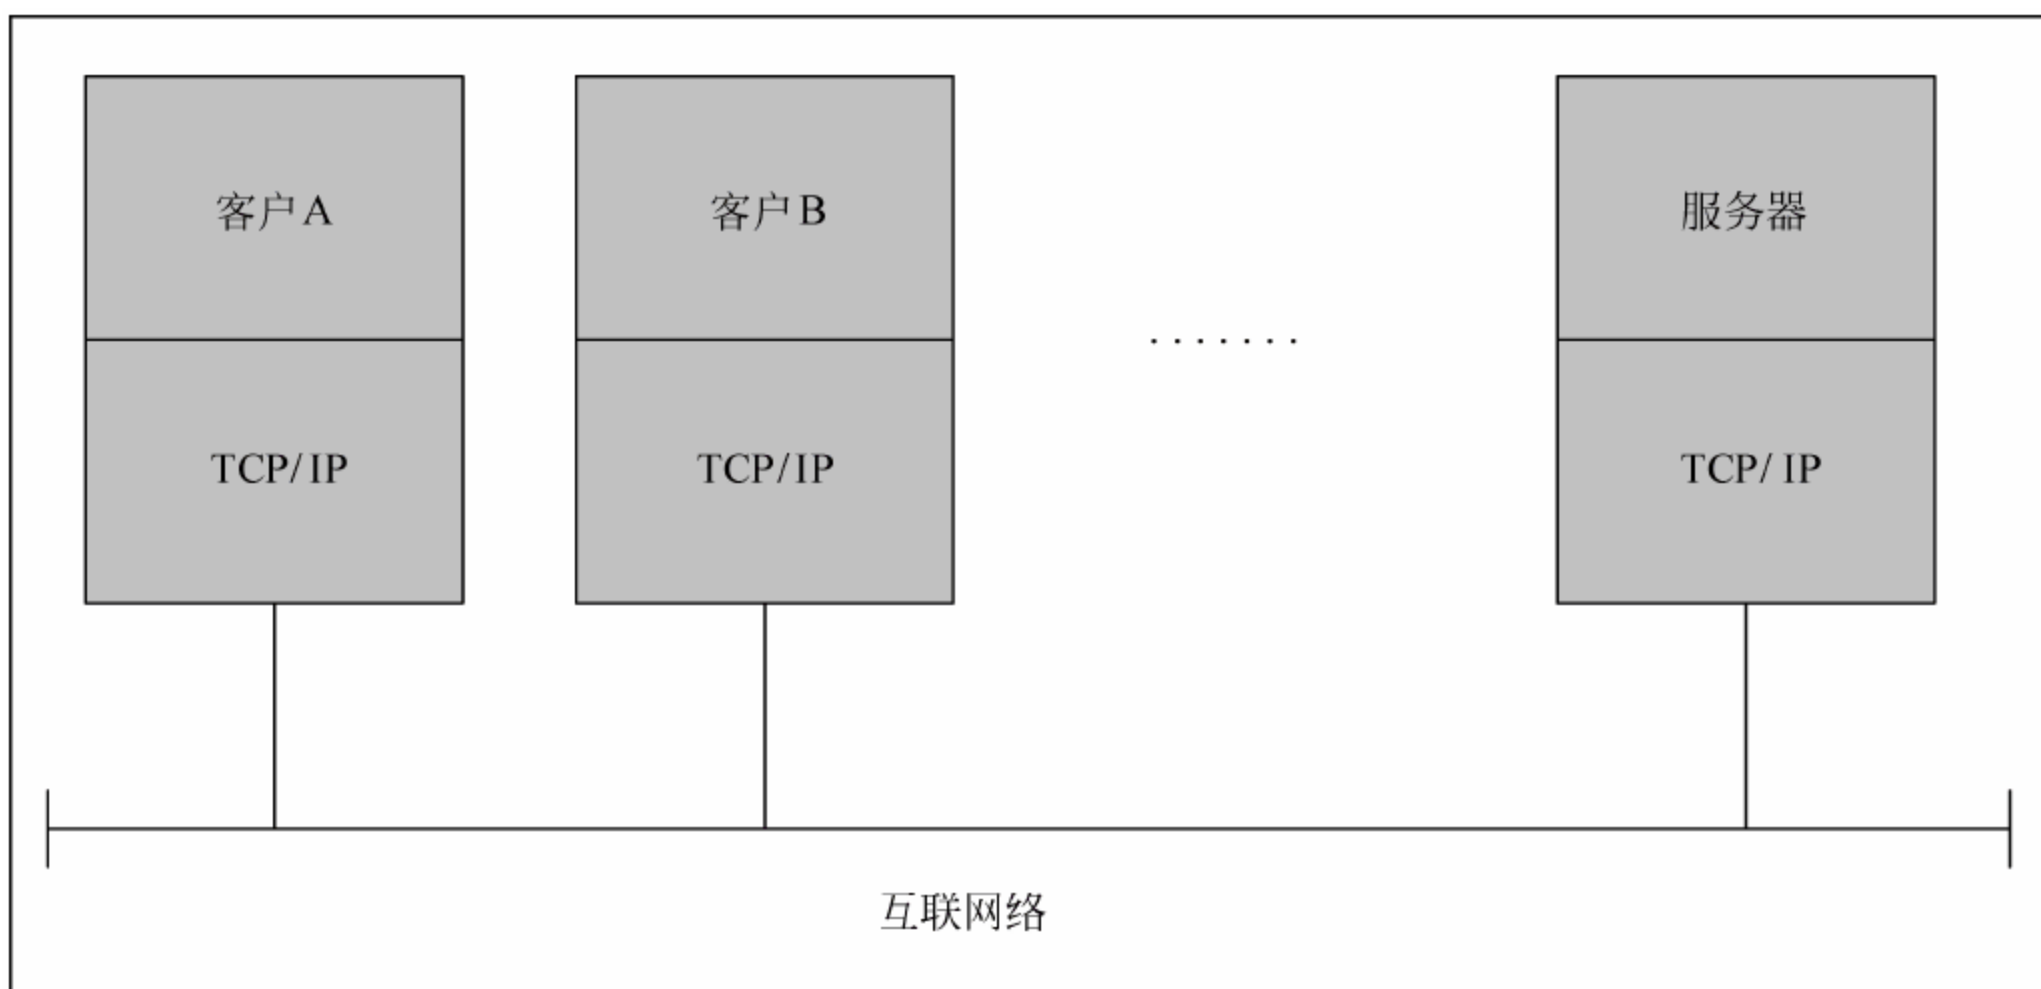 客户A
客户B
服务器
.......
TCP/IP
TCP/IP
TCP/ IP
互联网络